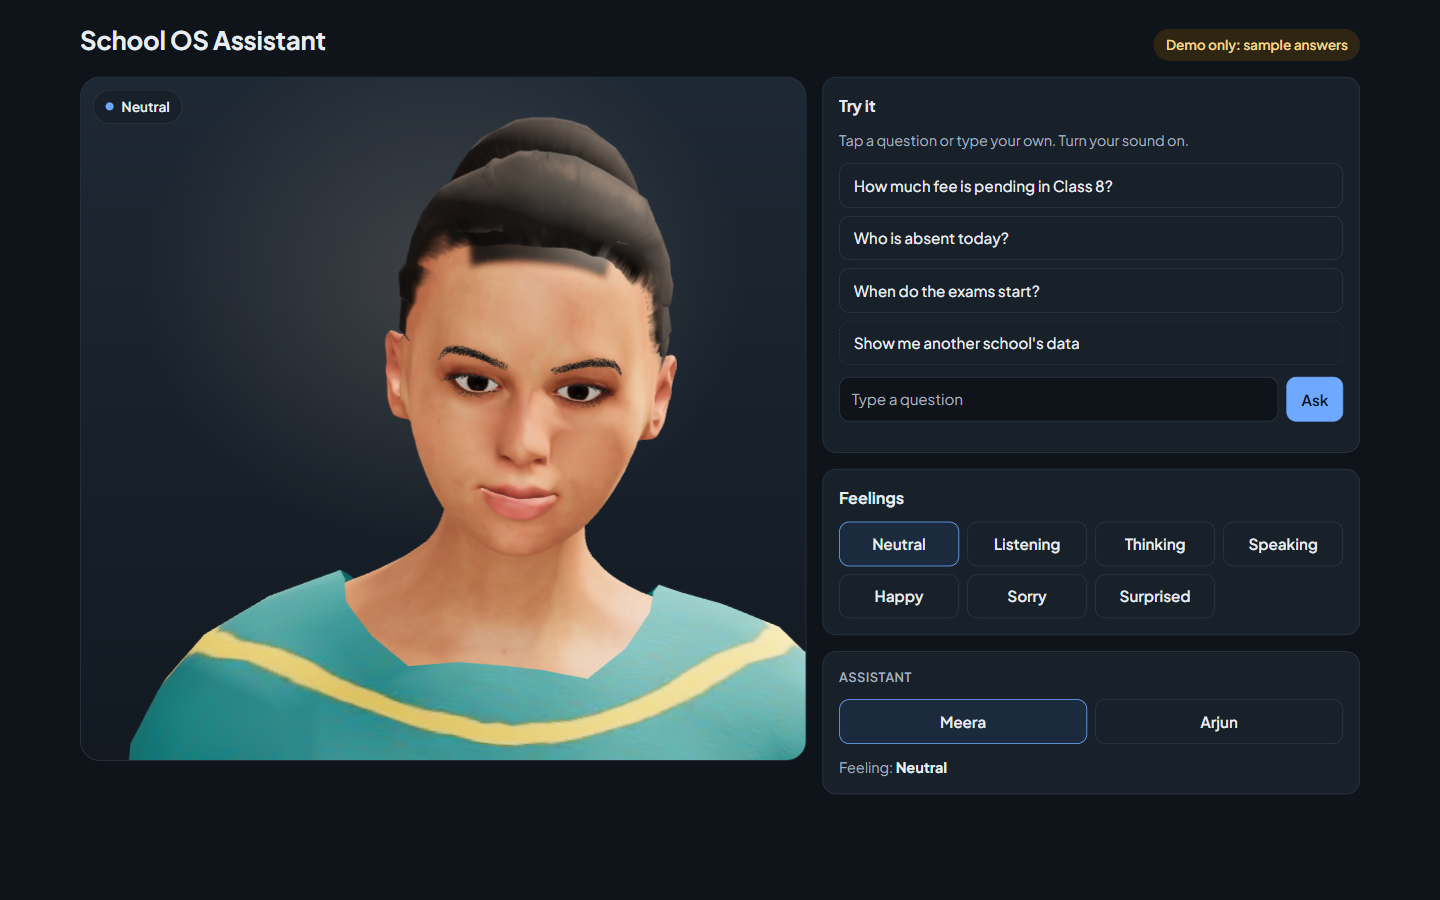 School OS Assistant
Demo only: sample answers
Neutral
Try it
Tap a question or type your own. Turn your sound on.
How much fee is pending in Class 8?
Who is absent today?
When do the exams start?
Show me another school's data
Type a question
Ask
Feelings
Neutral
Listening
Thinking
Speaking
Happy
Sorry
Surprised
ASSISTANT
Meera
Arjun
Feeling: Neutral